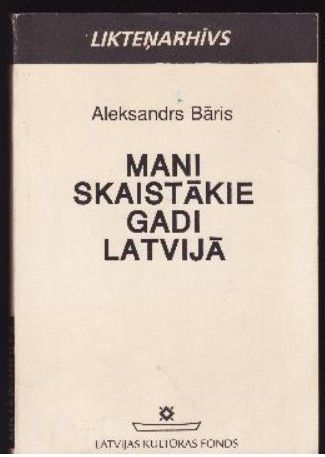 LIKTEŅARHĪVS
Aleksandrs Bāris
MANI
SKAISTĀKIE
GADI
LATVIJĀ
LATVIJAS KULTŪRAS FONDS